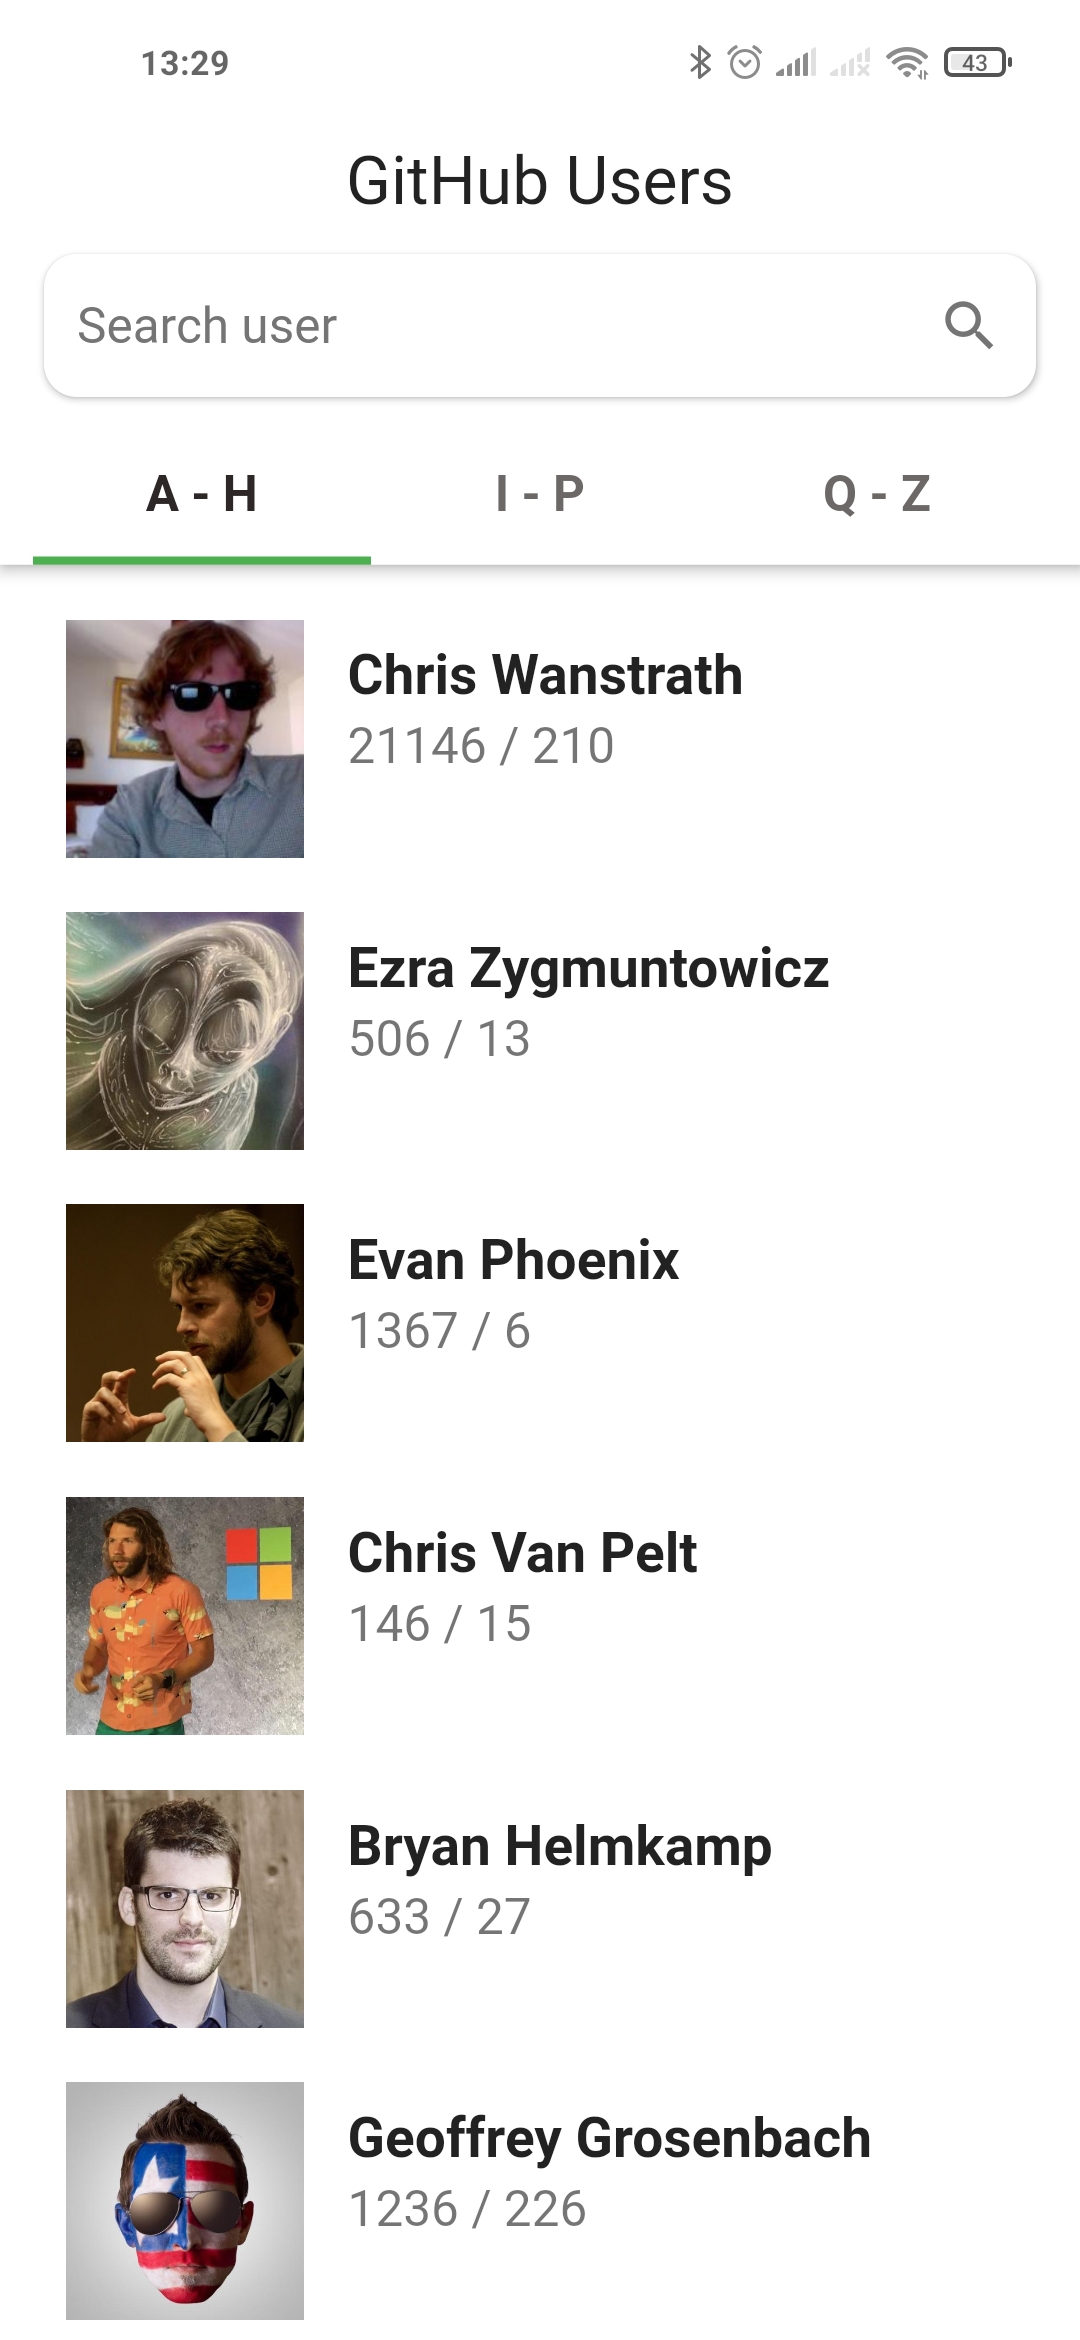 13:29
43
GitHub Users
Search user
A - H
I - P
Q - Z
Chris Wanstrath
21146 / 210
Ezra Zygmuntowicz
506 / 13
Evan Phoenix
1367 / 6
Chris Van Pelt
146 / 15
Bryan Helmkamp
633 / 27
Geoffrey Grosenbach
1236 / 226